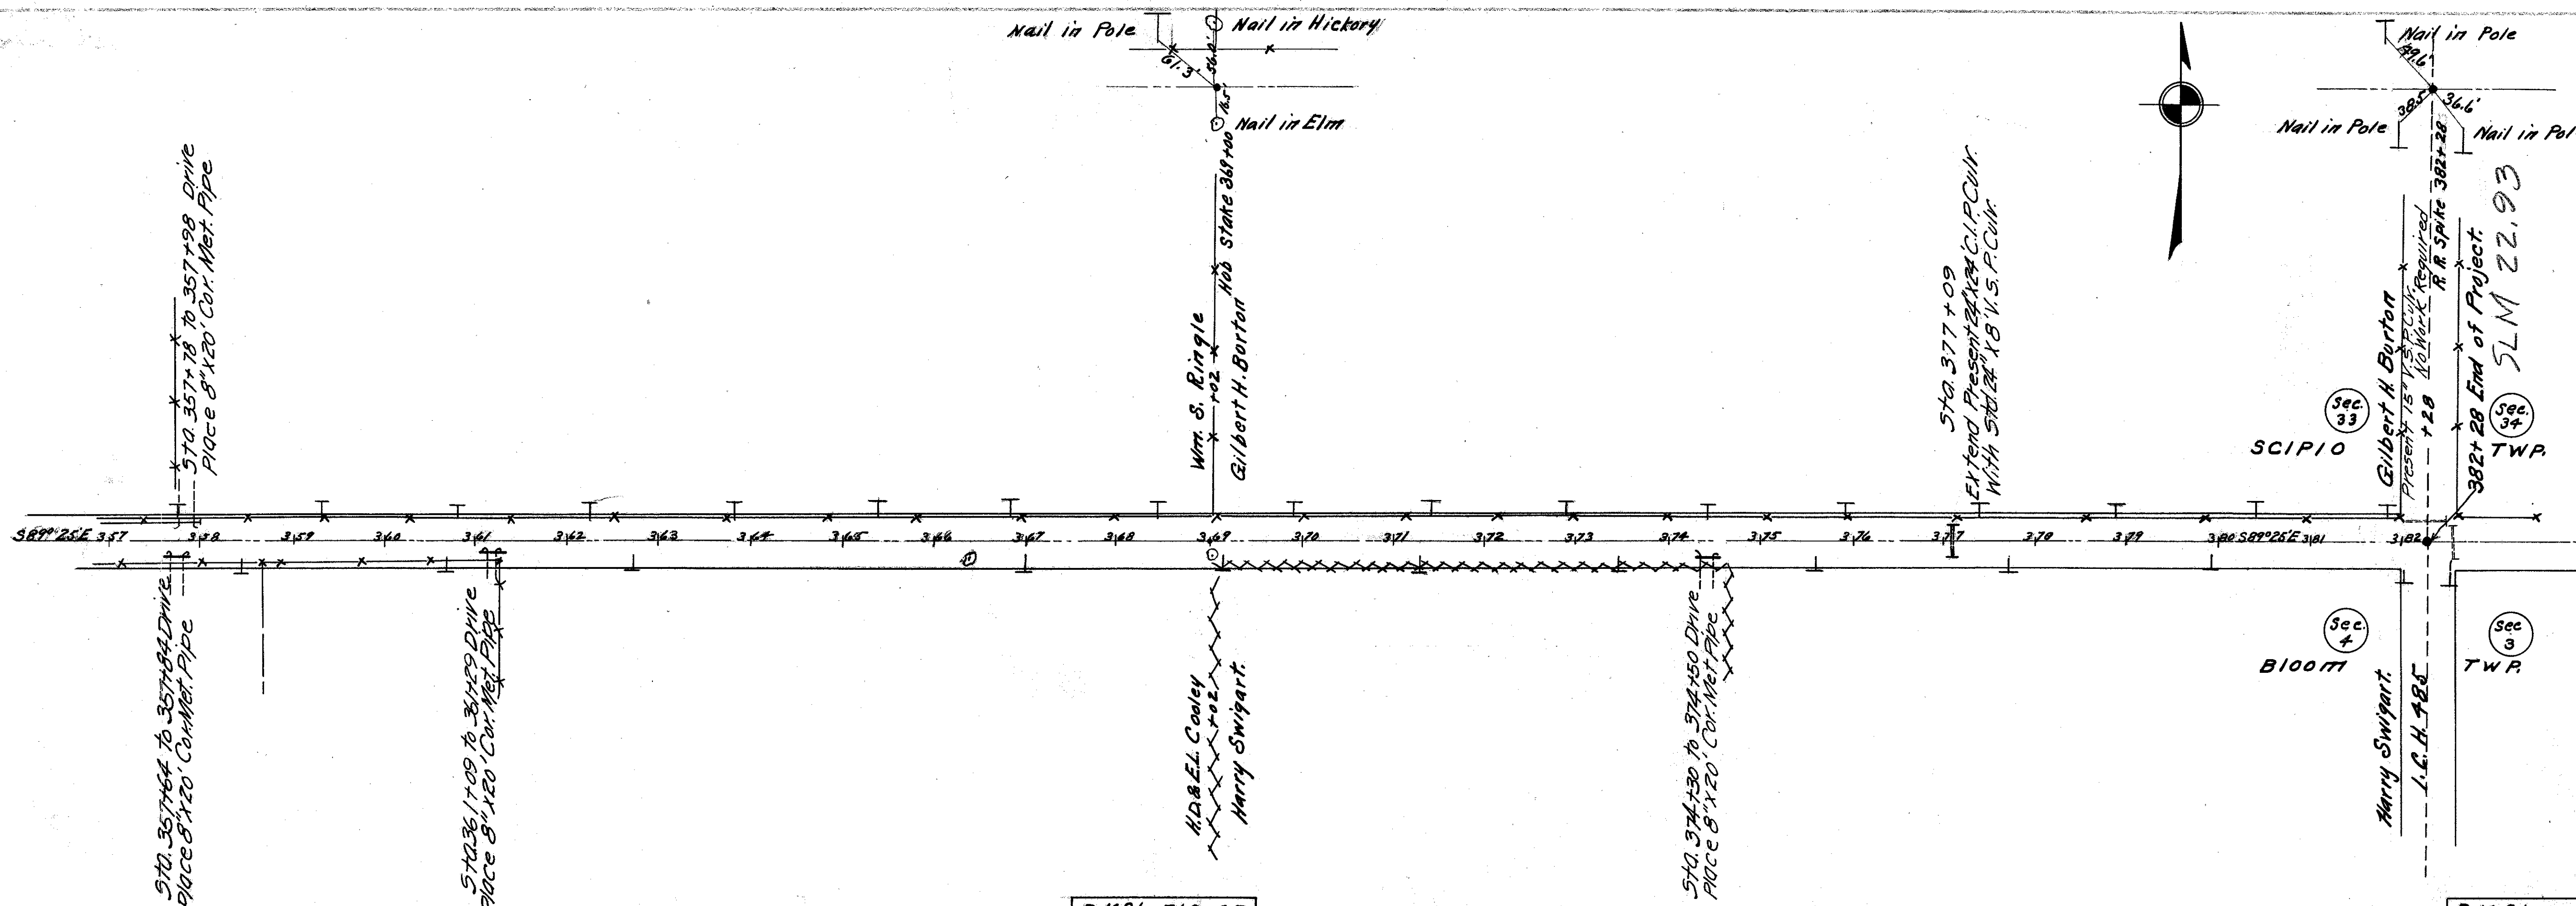 Nail in Pole
Nail in Hickory
61.3'
56.0'
16.5'
Nail in Elm
Hub Stake 369+00
Nail in Pole
49.6'
38.5'
36.6'
Nail in Pole
Nail in Pol
R.R. Spike 382+28
Sta. 357+78 to 357+98 Drive
Place 8"x20' Cor. Met. Pipe
Wm. S. Ringle
+02
Gilbert H. Burton
Sta. 377+09
Extend Present 24"x24' C.I.P. Culv.
With Std. 24" x 8' V.S.P. Culv.
Gilbert H. Burton
Present 15" V.S.P. Culv.
No Work Required
+28
382+28 End of Project.
SLM 22.93
Sec. 33
Sec. 34
SCIPIO TWP.
S89°25'E 357 358 359 360 361 362 363 364 365 366 367 368 369 370 371 372 373 374 375 376 377 378 379 380 S89°25'E 381 382
Sta. 357+64 to 357+84 Drive
Place 8"x20' Cor. Met. Pipe
Sta. 361+09 to 361+29 Drive
Place 8"x20' Cor. Met. Pipe
H.D. & E.L. Cooley
+02
Harry Swigart.
Sta. 374+30 to 374+50 Drive
Place 8"x20' Cor. Met Pipe
Sec. 4
Sec 3
Bloom TWP.
Harry Swigart.
I.C.H. 485